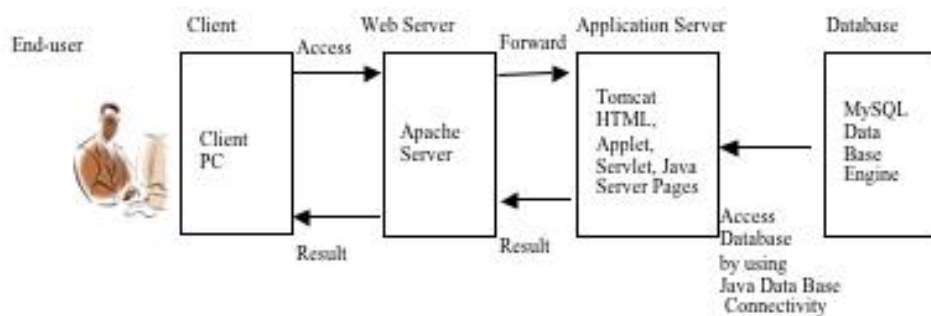 End-user
Client
Access
Web Server
Forward
Application Server
Database
Client
PC
Apache
Server
Tomcat
HTML,
Applet,
Servlet, Java
Server Pages
MySQL
Data
Base
Engine
Result
Result
Access
Database
by using
Java Data Base
Connectivity